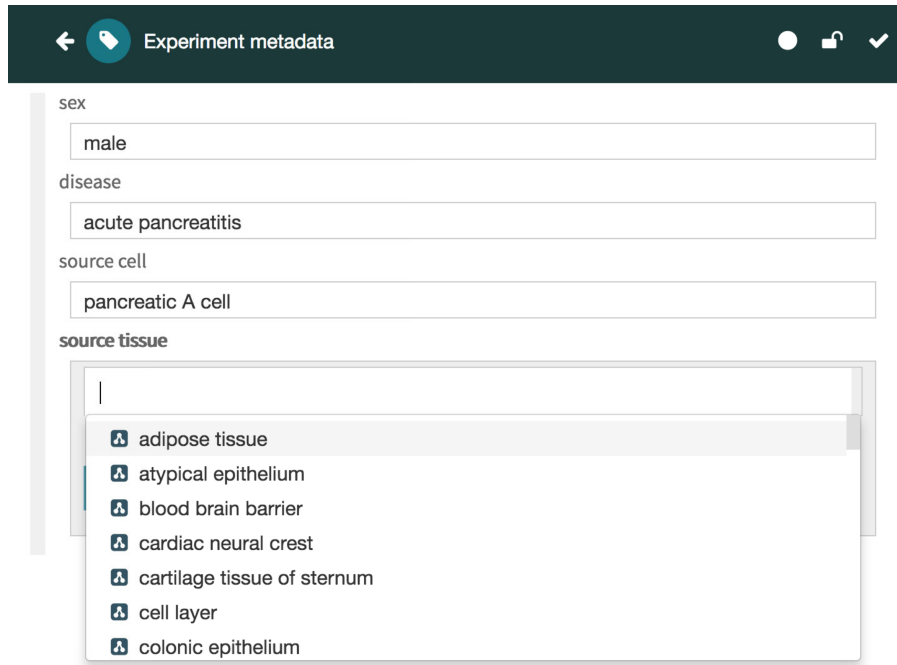 Experiment metadata
sex
male
disease
acute pancreatitis
source cell
pancreatic A cell
source tissue
adipose tissue
atypical epithelium
blood brain barrier
cardiac neural crest
cartilage tissue of sternum
cell layer
colonic epithelium